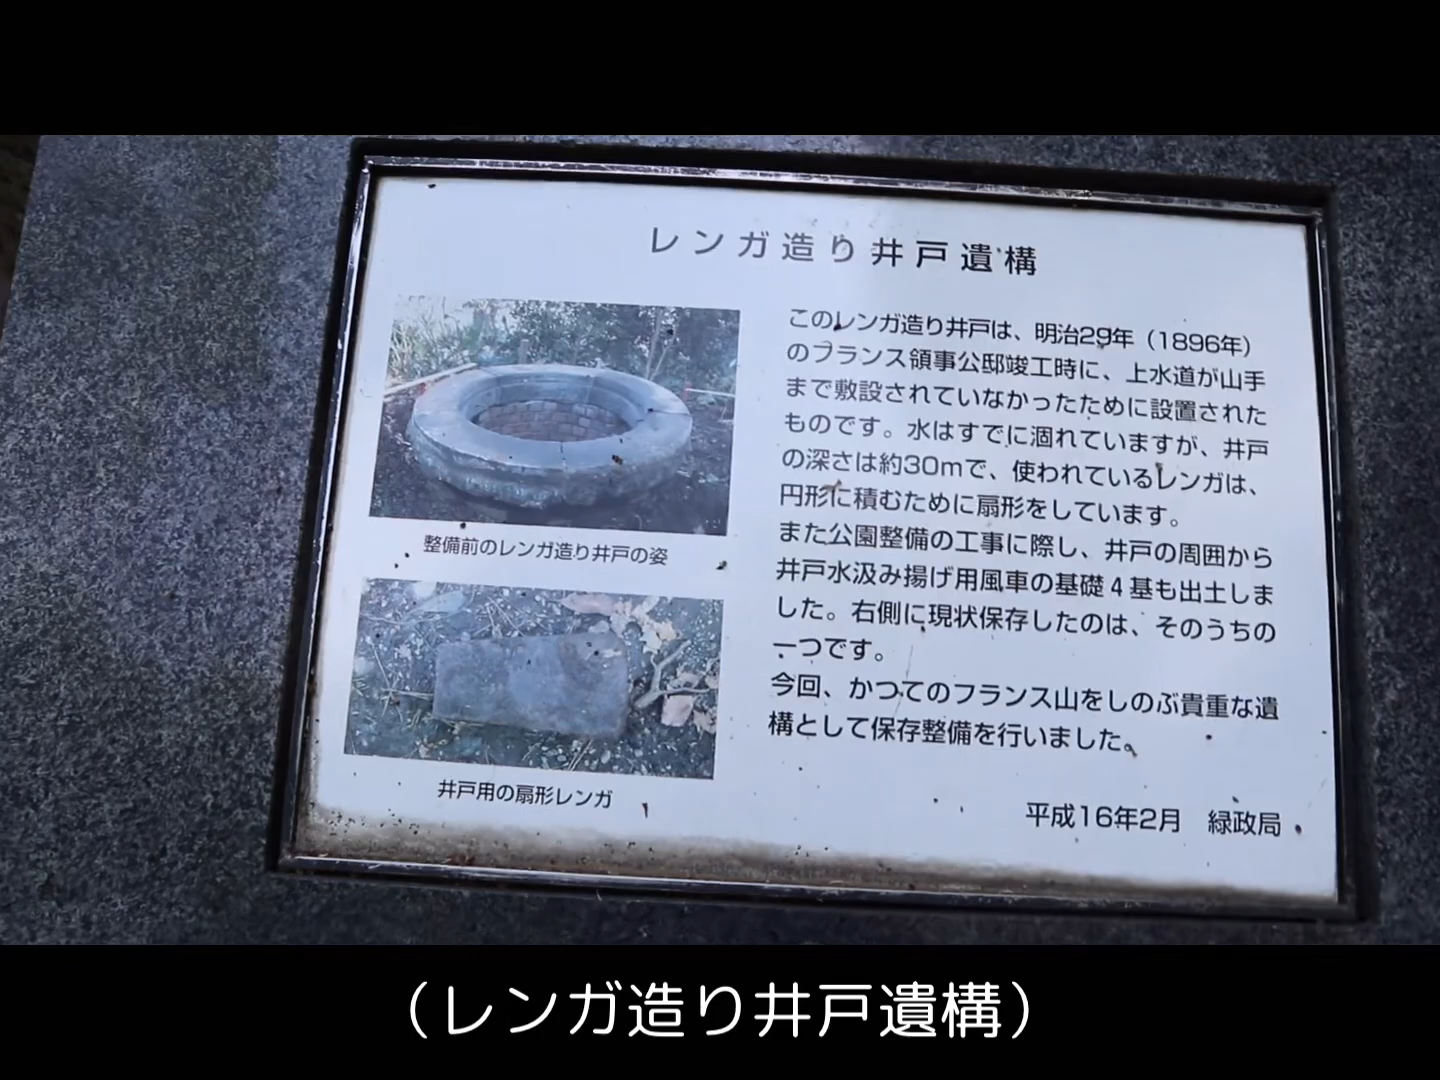 レンガ造り井戸遺構
このレンガ造り井戸は、明治29年（1896年）
のフランス領事公邸竣工時に、上水道が山手
まで敷設されていなかったために設置された
ものです。水はすでに涸れていますが、井戸
の深さは約30mで、使われているレンガは、
円形に積むために扇形をしています。
また公園整備の工事に際し、井戸の周囲から
井戸水汲み揚げ用風車の基礎４基も出土しま
した。右側に現状保存したのは、そのうちの
一つです。
今回、かつてのフランス山をしのぶ貴重な遺
構として保存整備を行いました。
整備前のレンガ造り井戸の姿
井戸用の扇形レンガ
平成16年2月　緑政局
（レンガ造り井戸遺構）